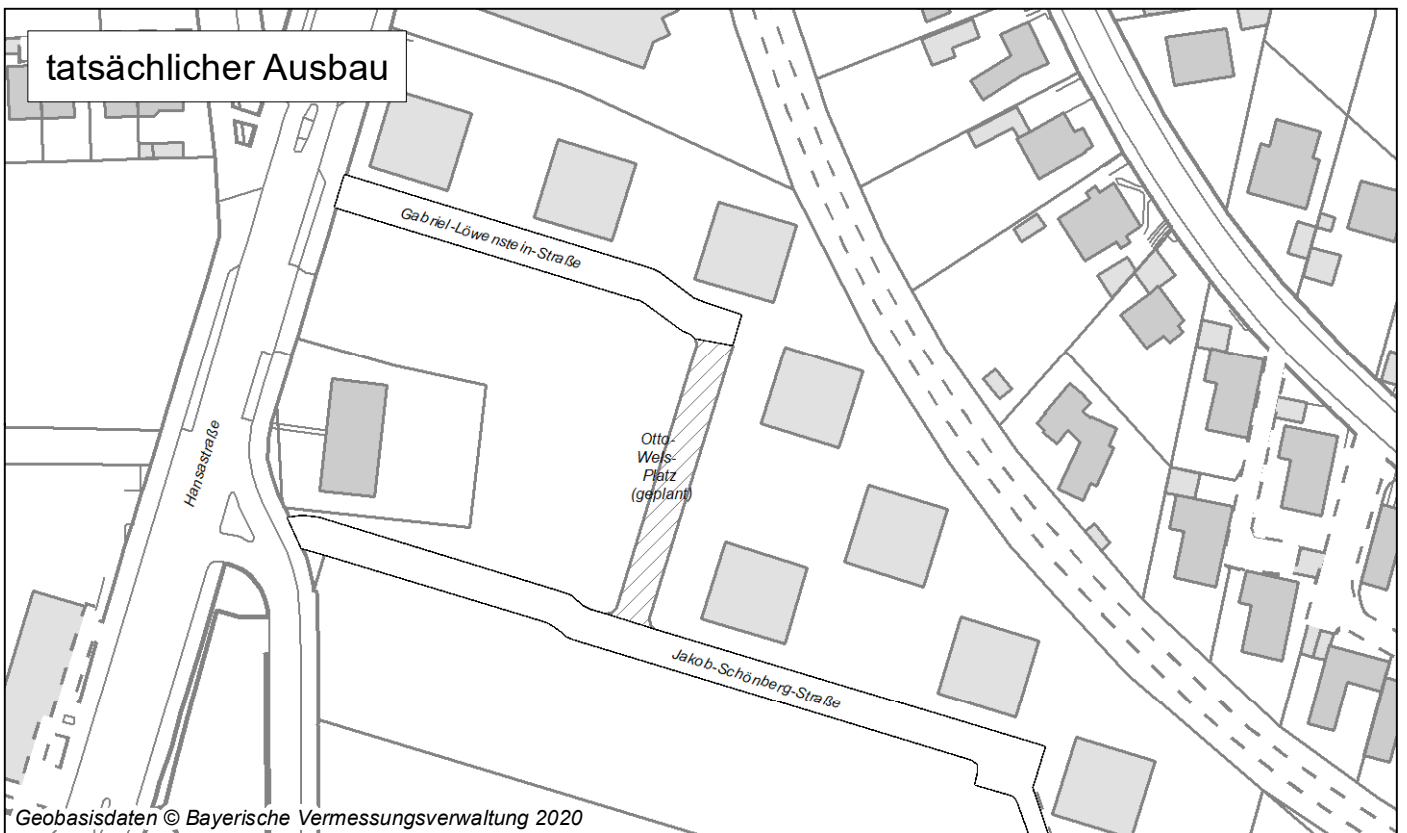 tatsächlicher Ausbau
Gabriel-Löwenstein-Straße
Hansastraße
Otto-
Wels-
Platz
(geplant)
Jakob-Schönberg-Straße
Geobasisdaten © Bayerische Vermessungsverwaltung 2020